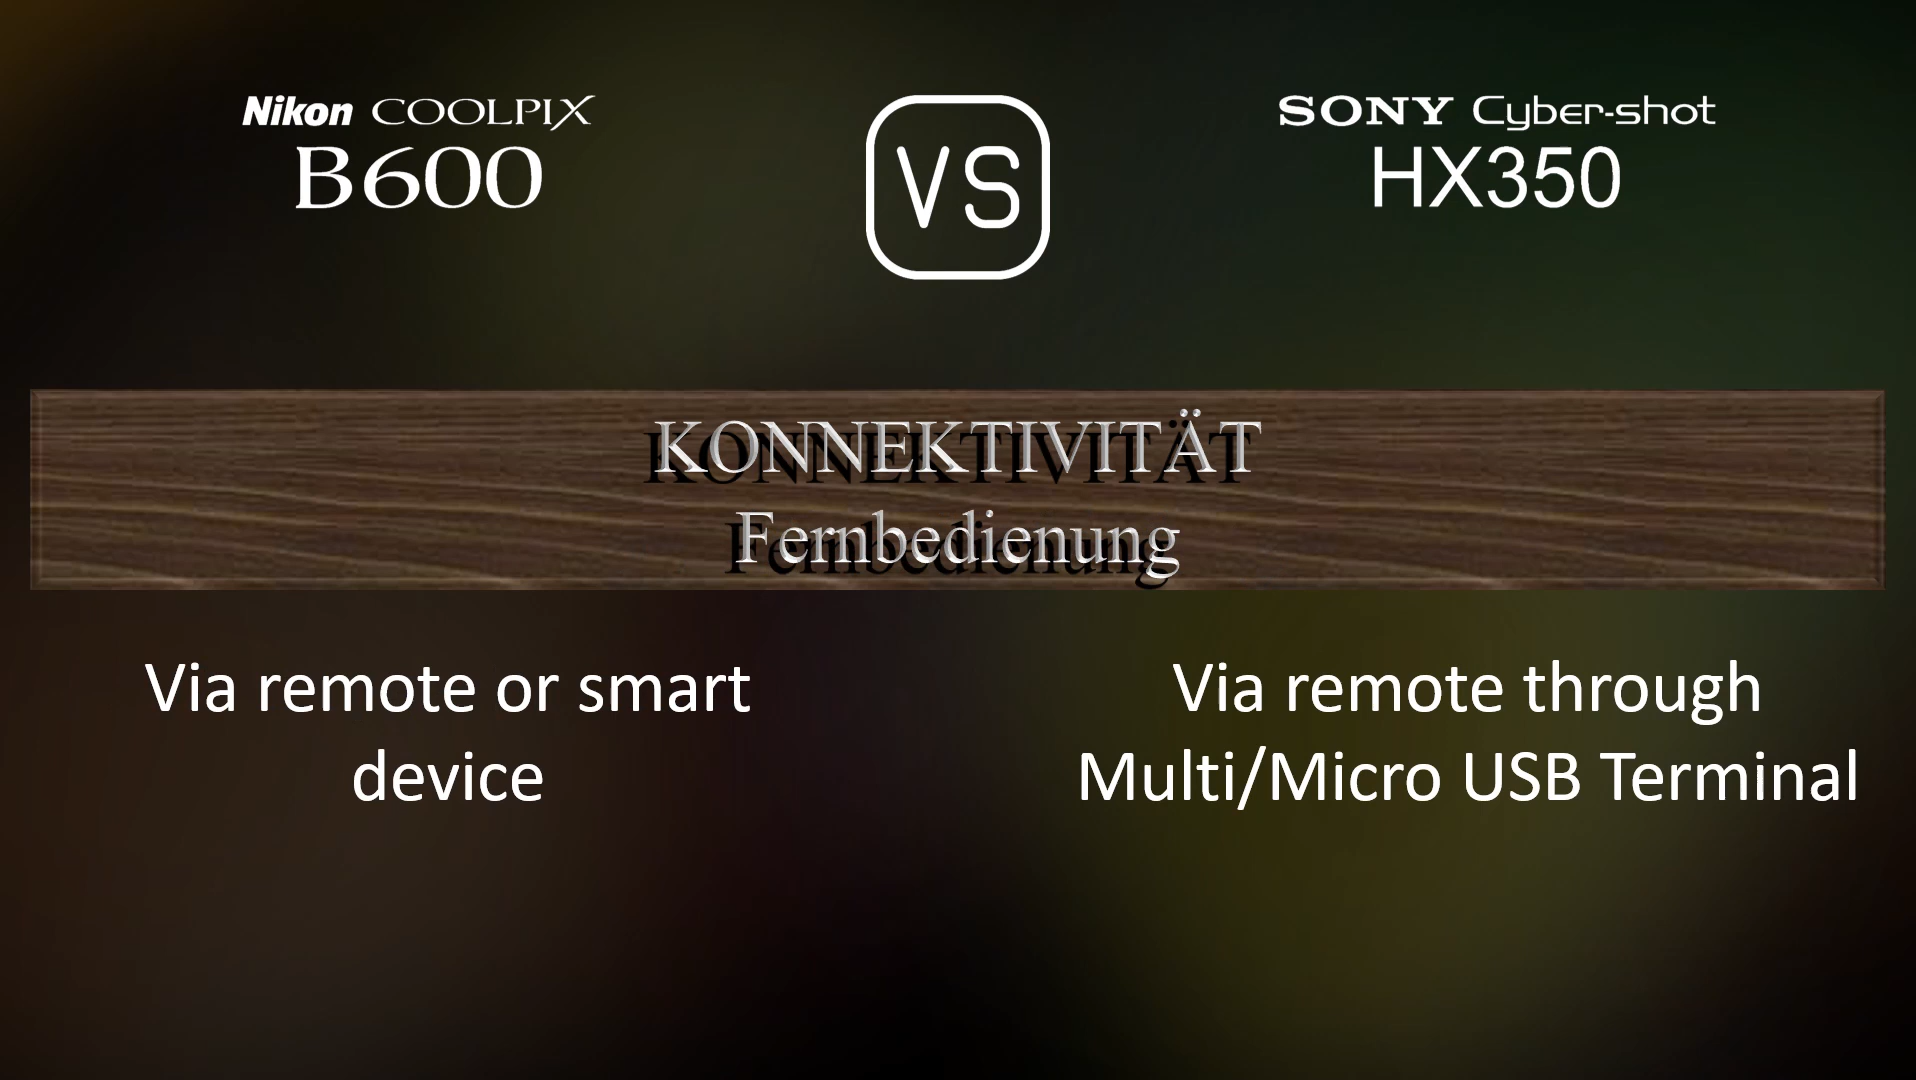 Nikon COOLPIX
B600
VS
SONY Cyber-shot
HX350
KONNEKTIVITÄT
Fernbedienung
Via remote or smart
device
Via remote through
Multi/Micro USB Terminal